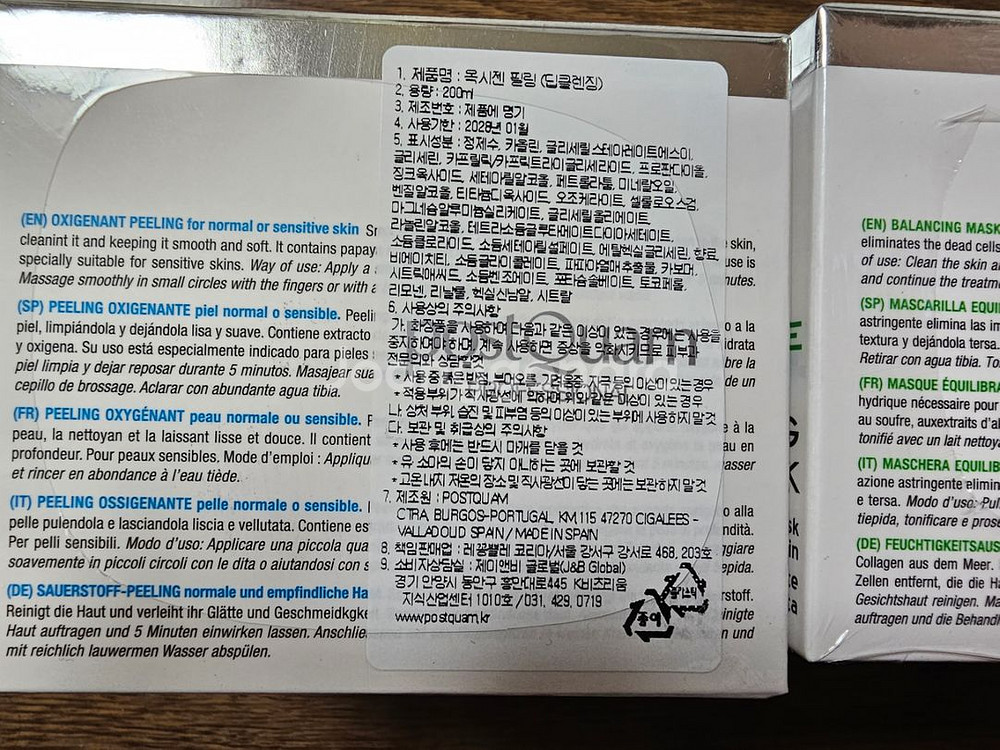 1. 제품명 : 옥시젠 필링 (딥클렌징)
2. 용량 : 200ml
3. 제조번호 : 제품에 명기
4. 사용기한 : 2028년 01월
5. 표시성분 : 정제수, 카올린, 글리세릴스테아레이트에스이,
글리세린, 카프릴릭/카프릭트라이글리세라이드, 프로판다이올,
징크옥사이드, 세테아릴알코올, 페트롤라툼, 미네랄오일,
벤질알코올, 티타늄디옥사이드, 오조케라이트, 셀룰로오스검,
마그네슘알루미늄실리케이트, 글리세릴올리에이트,
라놀린알코올, 테트라소듐글루타메이트다이아세테이트,
소듐클로라이드, 소듐세테아릴설페이트, 에틸헥실글리세린, 향료,
비에이치티, 소듐글라이콜레이트, 파파야열매추출물, 카보머,
시트릭애씨드, 소듐벤조에이트, 포타슘솔베이트, 토코페롤,
리모넨, 리날룰, 헥실신남알, 시트랄
6. 사용상의 주의사항
가. 화장품을 사용하여 다음과 같은 이상이 있는 경우에는 사용을
중지하여야하며, 계속 사용하면 증상을 악화시키므로 피부과
전문의와 상담할것
* 사용 중 붉은 반점, 부어오름, 가려움증, 자극 등의 이상이 있는 경우
* 적용부위가 직사광선에 의하여 위와 같은 이상이 있는 경우
나. 상처 부위, 습진 및 피부염 등의 이상이 있는 부위에 사용하지 말것
다. 보관 및 취급상의 주의사항
* 사용 후에는 반드시 마개를 닫을 것
* 유·소아의 손이 닿지 아니하는 곳에 보관할 것
* 고온 내지 저온의 장소 및 직사광선이 닿는 곳에는 보관하지 말것
7. 제조원 : POSTQUAM
CTRA, BURGOS-PORTUGAL, KM,115 47270 CIGALEES -
VALLADOUD SPAIN / MADE IN SPAIN
8. 책임판매업 : 레꽁뜰레 코리아/서울 강서구 강서로 468, 203호
9. 소비자상담실 : 제이앤비 글로벌(J&B Global)
경기 안양시 동안구 흥안대로445 K비즈리움
지식산업센터 1010호 / 031, 429, 0719
www.postquam.kr
플라스틱
종이
PostQuam
(EN) OXIGENANT PEELING for normal or sensitive skin
cleanint it and keeping it smooth and soft. It contains papay
specially suitable for sensitive skins. Way of use: Apply a
Massage smoothly in small circles with the fingers or with a
(SP) PEELING OXIGENANTE piel normal o sensible. Peeli
piel, limpiándola y dejándola lisa y suave. Contiene extracto
y oxigena. Su uso está especialmente indicado para pieles
piel limpia y dejar reposar durante 5 minutos. Masajear sua
cepillo de brossage. Aclarar con abundante agua tibia.
(FR) PEELING OXYGÉNANT peau normale ou sensible.
peau, la nettoyan et la laissant lisse et douce. Il contient
profondeur. Pour peaux sensibles. Mode d'emploi : Appliqu
et rincer en abondance à l'eau tiède.
(IT) PEELING OSSIGENANTE pelle normale o sensible.
pelle pulendola e lasciandola liscia e vellutata. Contiene es
Per pelli sensibili. Modo d'uso: Applicare una piccola qua
soavemente in piccoli circoli con le dita o aiutandosi con s
(DE) SAUERSTOFF-PEELING normale und empfindliche Ha
Reinigt die Haut und verleiht ihr Glätte und Geschmeidkgke
Haut auftragen und 5 Minuten einwirken lassen. Anschlie
mit reichlich lauwermen Wasser abspülen.
(EN) BALANCING MASK
eliminates the dead cells
of use: Clean the skin a
and continue the treatme
(SP) MASCARILLA EQUI
astringente elimina las im
textura y dejándola tersa.
Retirar con agua tibia. To
(FR) MASQUE ÉQUILIBRA
hydrique nécessaire pour
au soufre, auxextraits d'al
tonifié avec un lait nettoy
(IT) MASCHERA EQUILIB
azione astringente elimin
e tersa. Modo d'uso: Pul
tiepida, tonificare e prose
(DE) FEUCHTIGKEITSAUS
Collagen aus dem Meer.
Zellen entfernt, die die Ha
Gesichtshaut reinigen. Ma
auftragen und die Behandl